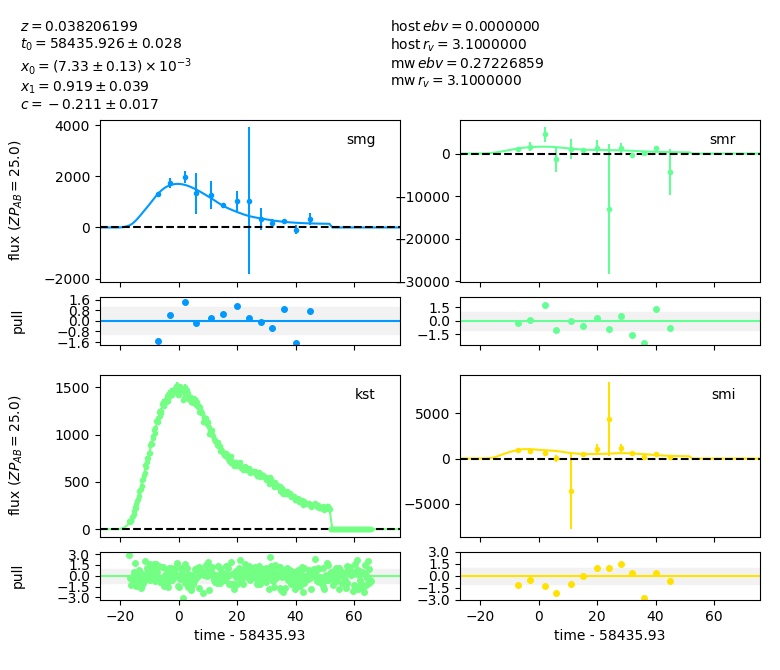 z = 0.038206199
t₀ = 58435.926 ± 0.028
x₀ = (7.33 ± 0.13) × 10⁻³
x₁ = 0.919 ± 0.039
c = −0.211 ± 0.017
host ebv = 0.0000000
host r_v = 3.1000000
mw ebv = 0.27226859
mw r_v = 3.1000000
smg
4000
2000
0
−2000
flux (ZP_AB = 25.0)
smr
0
−10000
−20000
−30000
1.6
0.8
0.0
−0.8
−1.6
pull
1.5
0.0
−1.5
kst
1500
1000
500
0
flux (ZP_AB = 25.0)
smi
5000
0
−5000
3.0
1.5
0.0
−1.5
−3.0
pull
3.0
1.5
0.0
−1.5
−3.0
−20 0 20 40 60
time - 58435.93
−20 0 20 40 60
time - 58435.93